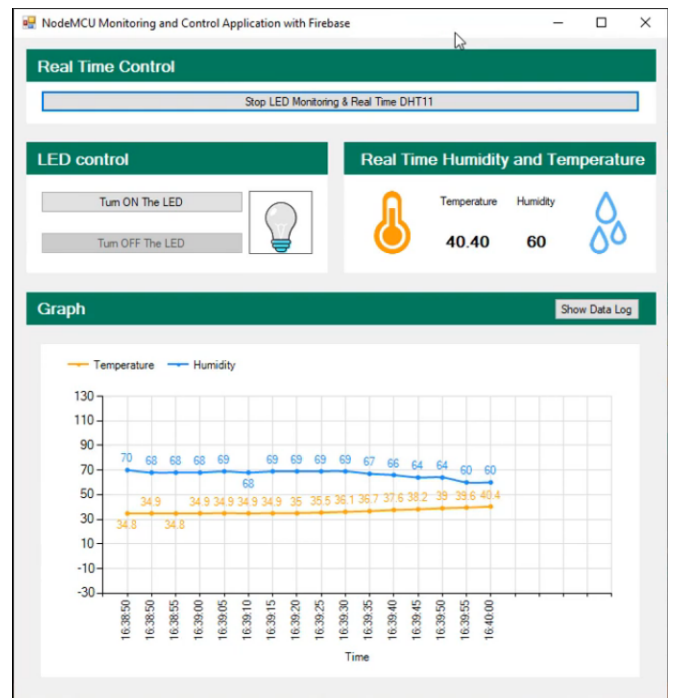 NodeMCU Monitoring and Control Application with Firebase
Real Time Control
Stop LED Monitoring & Real Time DHT11
LED control
Turn ON The LED
Turn OFF The LED
Real Time Humidity and Temperature
Temperature Humidity
40.40 60
Graph
Show Data Log
Temperature Humidity
130
110
90
70
50
30
10
-10
-30
70 68 68 68 69 68 69 69 69 69 67 66 64 64 60 60
34.8 34.9 34.8 34.9 34.9 34.9 34.9 35 35.5 36.1 36.7 37.6 38.2 39 39.6 40.4
16:38:50 16:38:50 16:38:55 16:39:00 16:39:05 16:39:10 16:39:15 16:39:20 16:39:25 16:39:30 16:39:35 16:39:40 16:39:45 16:39:50 16:39:55 16:40:00
Time